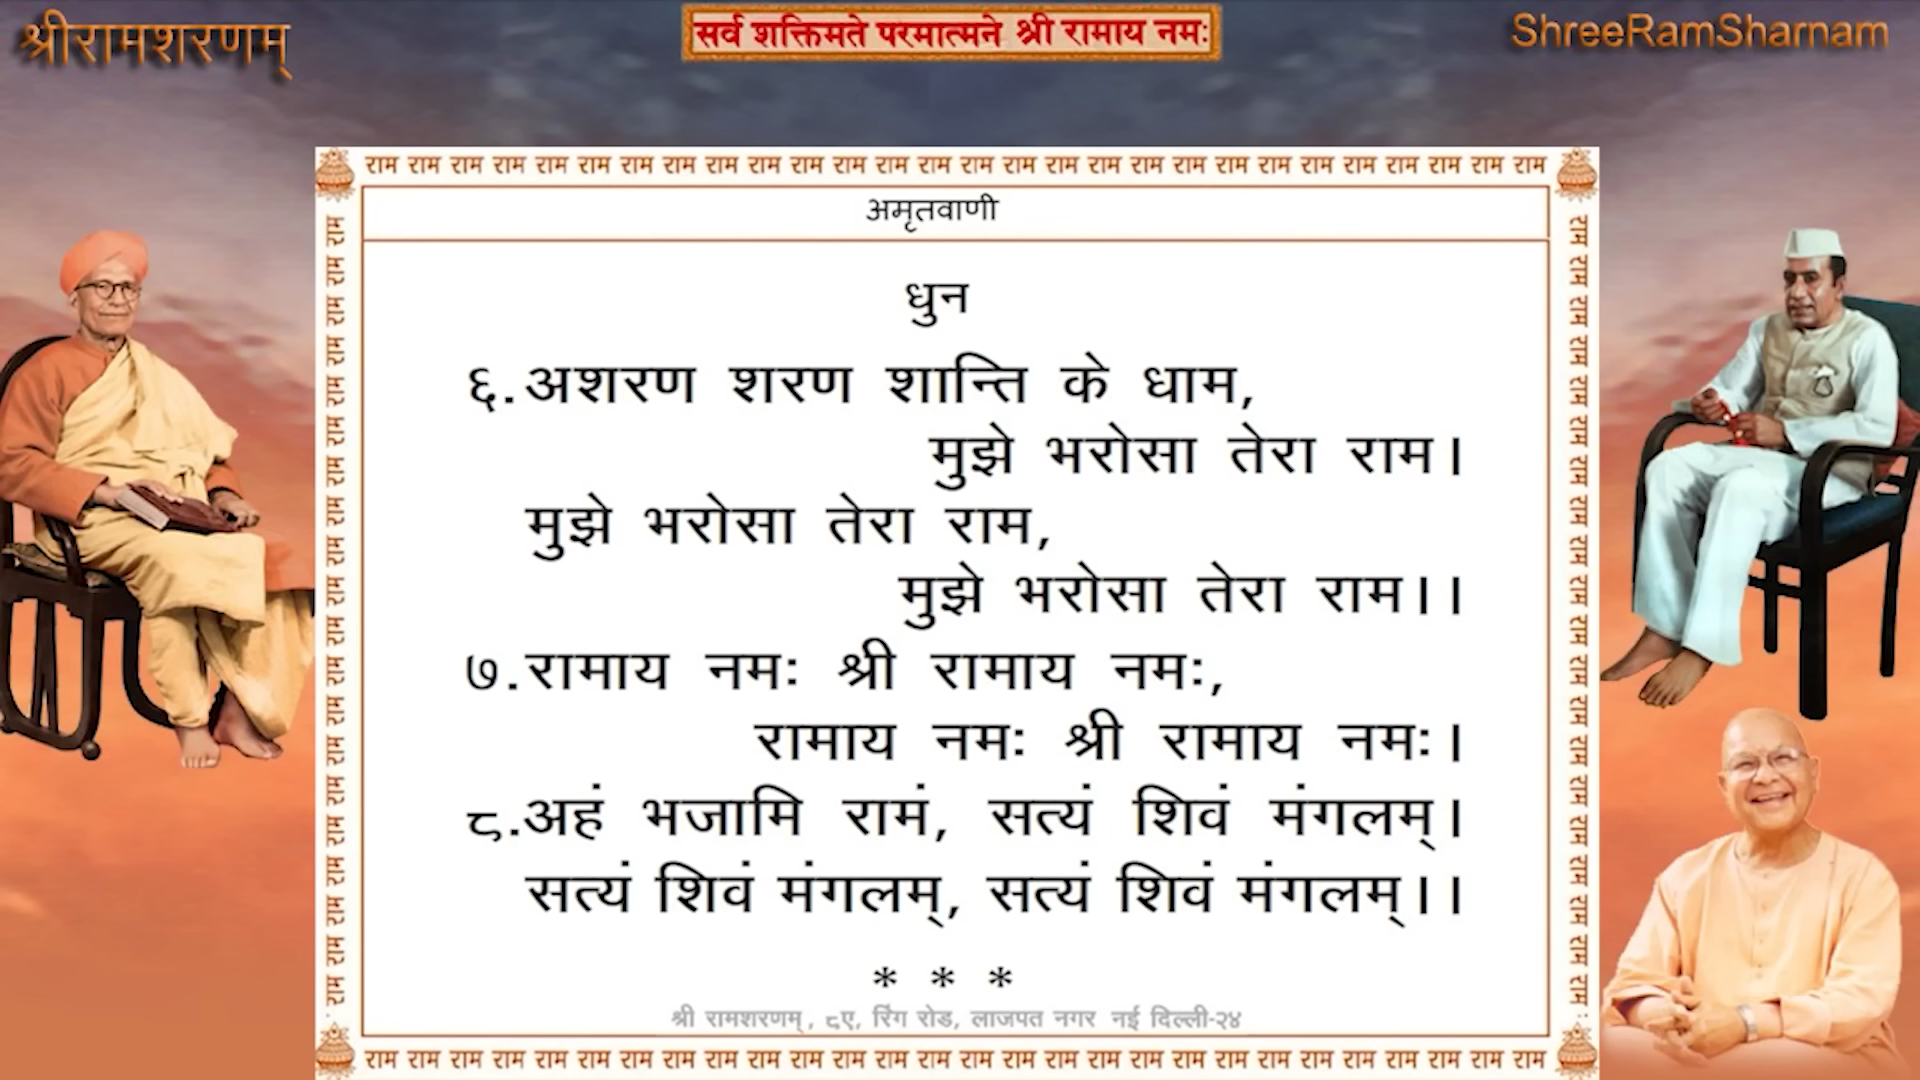 श्रीरामशरणम्
सर्व शक्तिमते परमात्मने श्री रामाय नमः
ShreeRamSharnam
राम राम राम राम राम राम राम राम राम राम राम राम राम राम राम राम राम राम राम राम राम राम राम राम राम राम राम राम
अमृतवाणी
धुन
६.अशरण शरण शान्ति के धाम,
मुझे भरोसा तेरा राम।
मुझे भरोसा तेरा राम,
मुझे भरोसा तेरा राम।।
७.रामाय नमः श्री रामाय नमः,
रामाय नमः श्री रामाय नमः।
८.अहं भजामि रामं, सत्यं शिवं मंगलम्।
सत्यं शिवं मंगलम्, सत्यं शिवं मंगलम्।।
* * *
श्री रामशरणम्, ८ए, रिंग रोड, लाजपत नगर नई दिल्ली-२४
राम राम राम राम राम राम राम राम राम राम राम राम राम राम राम राम राम राम राम राम राम राम राम राम राम राम राम राम
राम राम राम राम राम राम राम राम राम राम राम राम राम राम राम राम राम राम राम राम
राम राम राम राम राम राम राम राम राम राम राम राम राम राम राम राम राम राम राम राम